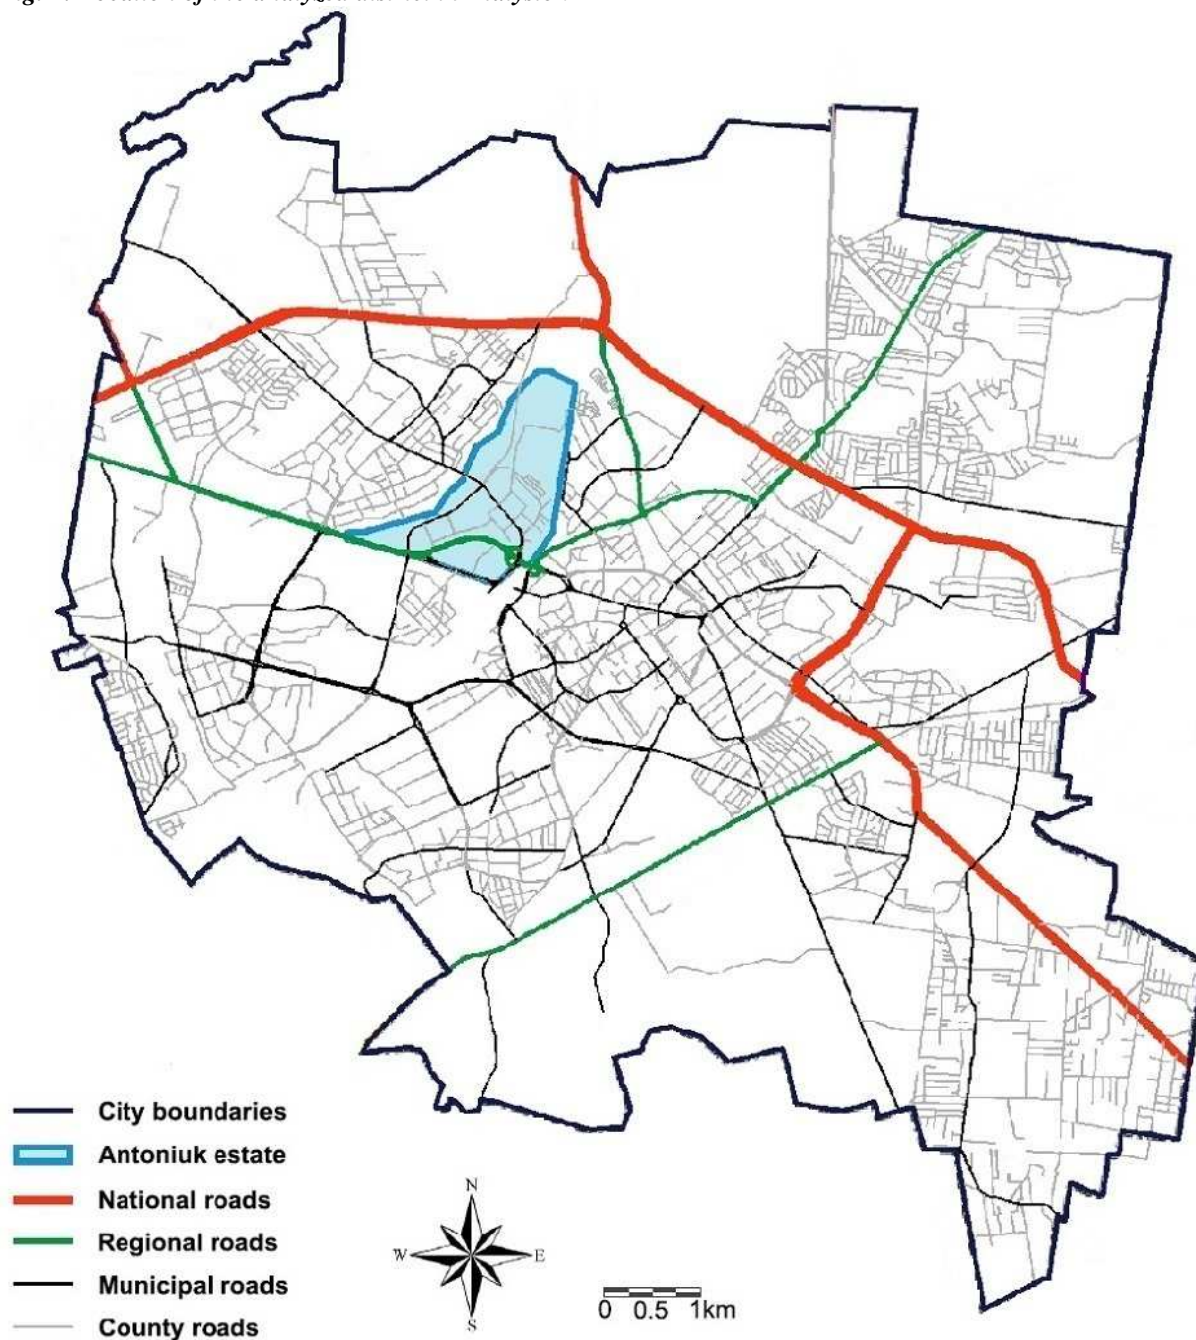 City boundaries
Antoniuk estate
National roads
Regional roads
Municipal roads
County roads
N
W E
S
0 0.5 1km